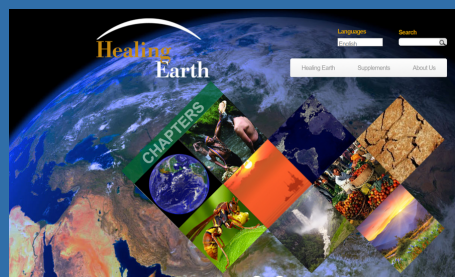 Languages
Search
English
Healing
Earth
Healing Earth
Supplements
About Us
CHAPTERS